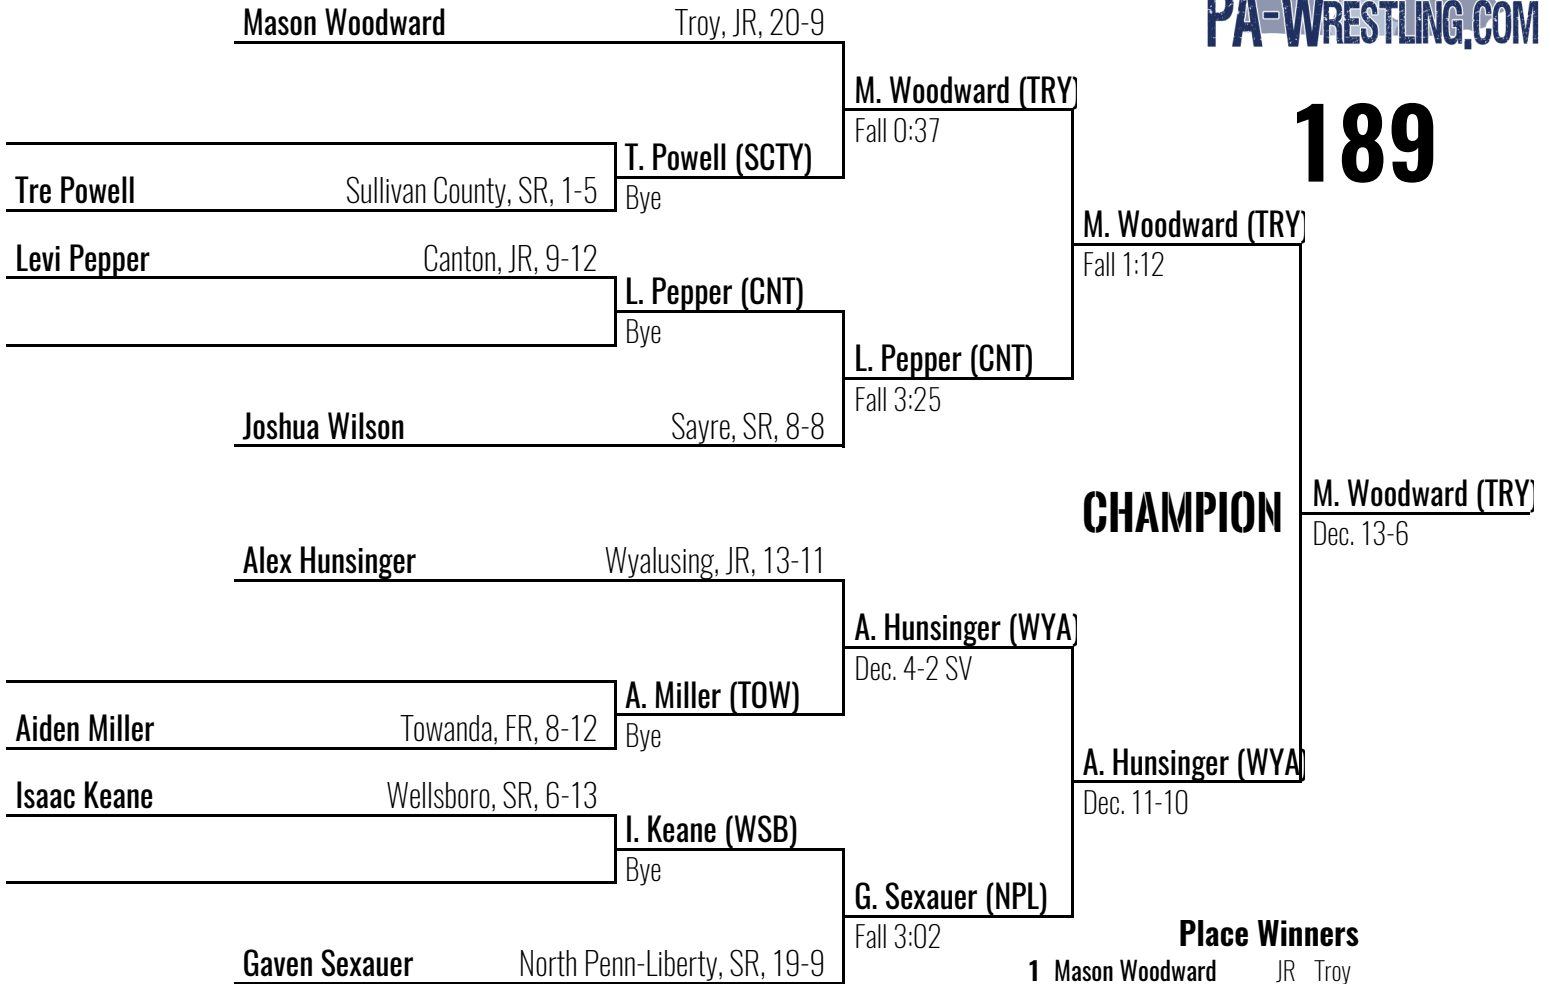 PA-WRESTLING.COM
189
Mason Woodward Troy, JR, 20-9
M. Woodward (TRY)
Fall 0:37
T. Powell (SCTY)
Tre Powell Sullivan County, SR, 1-5
Bye
M. Woodward (TRY)
Fall 1:12
Levi Pepper Canton, JR, 9-12
L. Pepper (CNT)
Bye
L. Pepper (CNT)
Fall 3:25
Joshua Wilson Sayre, SR, 8-8
CHAMPION
M. Woodward (TRY)
Dec. 13-6
Alex Hunsinger Wyalusing, JR, 13-11
A. Hunsinger (WYA)
Dec. 4-2 SV
A. Miller (TOW)
Aiden Miller Towanda, FR, 8-12
Bye
A. Hunsinger (WYA)
Dec. 11-10
Isaac Keane Wellsboro, SR, 6-13
I. Keane (WSB)
Bye
G. Sexauer (NPL)
Fall 3:02
Gaven Sexauer North Penn-Liberty, SR, 19-9
Place Winners
1 Mason Woodward JR Troy